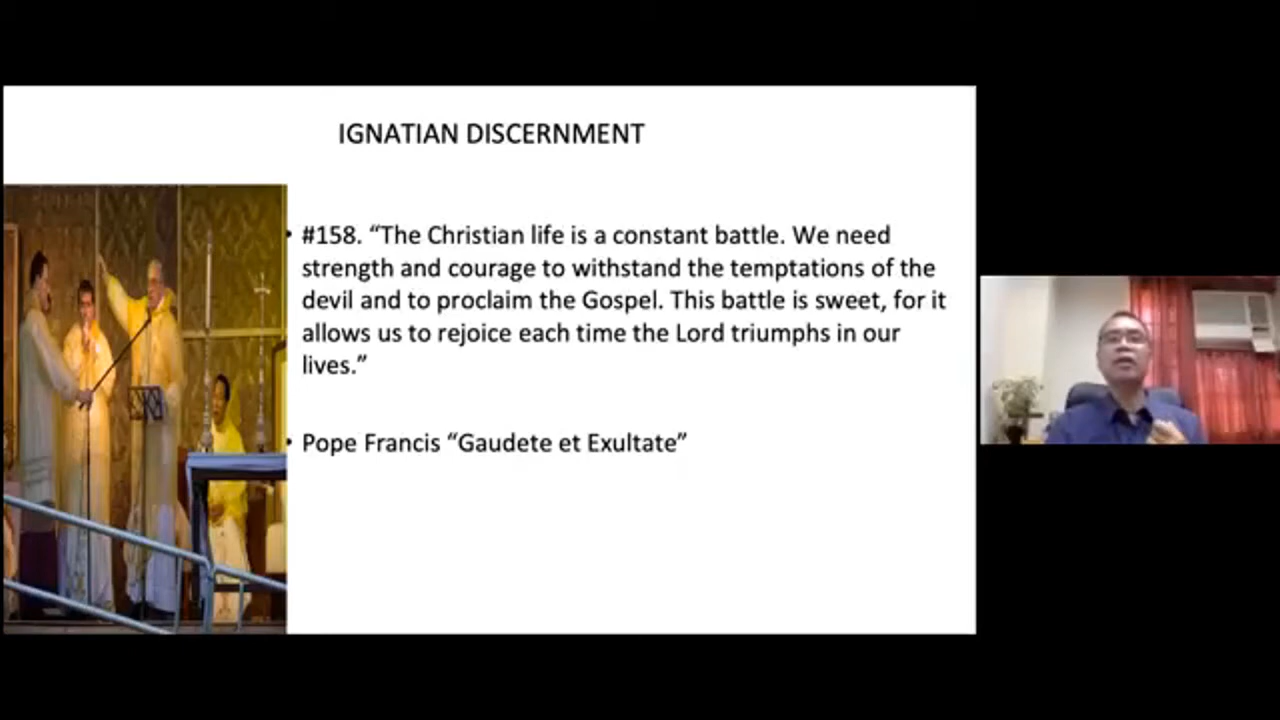 IGNATIAN DISCERNMENT
• #158. “The Christian life is a constant battle. We need
strength and courage to withstand the temptations of the
devil and to proclaim the Gospel. This battle is sweet, for it
allows us to rejoice each time the Lord triumphs in our
lives.”
• Pope Francis “Gaudete et Exultate”